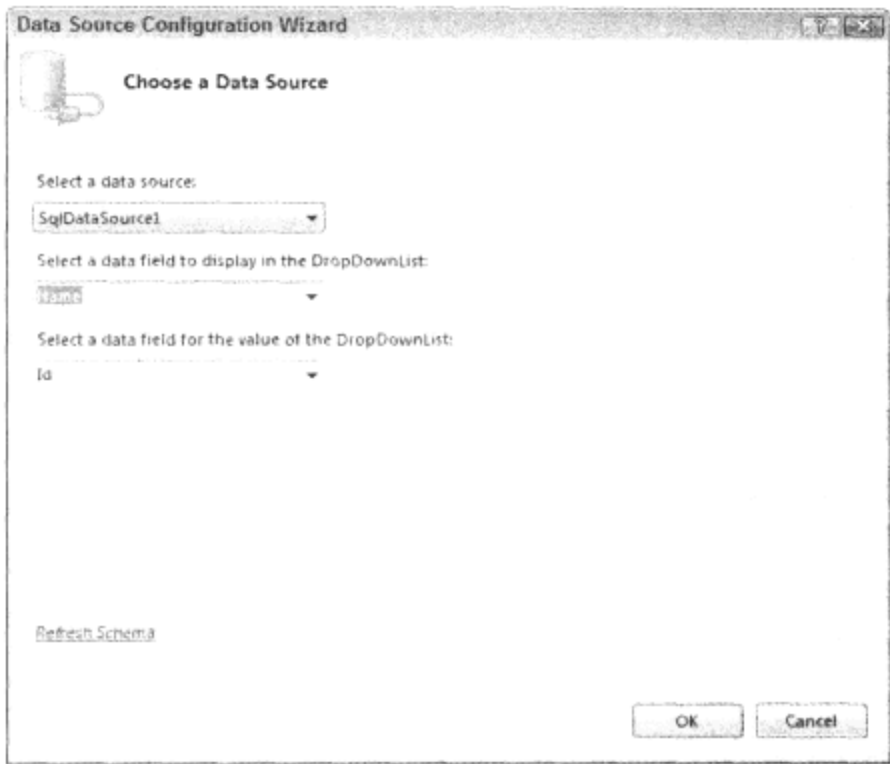 Data Source Configuration Wizard
Choose a Data Source
Select a data source:
SqlDataSource1
Select a data field to display in the DropDownList:
Name
Select a data field for the value of the DropDownList:
Id
Refresh Schema
OK
Cancel